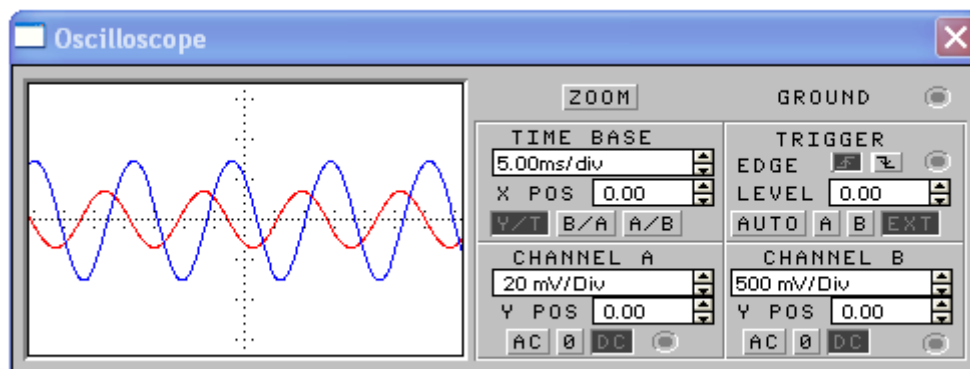 Oscilloscope
ZOOM GROUND
TIME BASE
5.00ms/div
X POS 0.00
Y/T B/A A/B
TRIGGER
EDGE
LEVEL 0.00
AUTO A B EXT
CHANNEL A
20 mV/Div
Y POS 0.00
AC 0 DC
CHANNEL B
500 mV/Div
Y POS 0.00
AC 0 DC